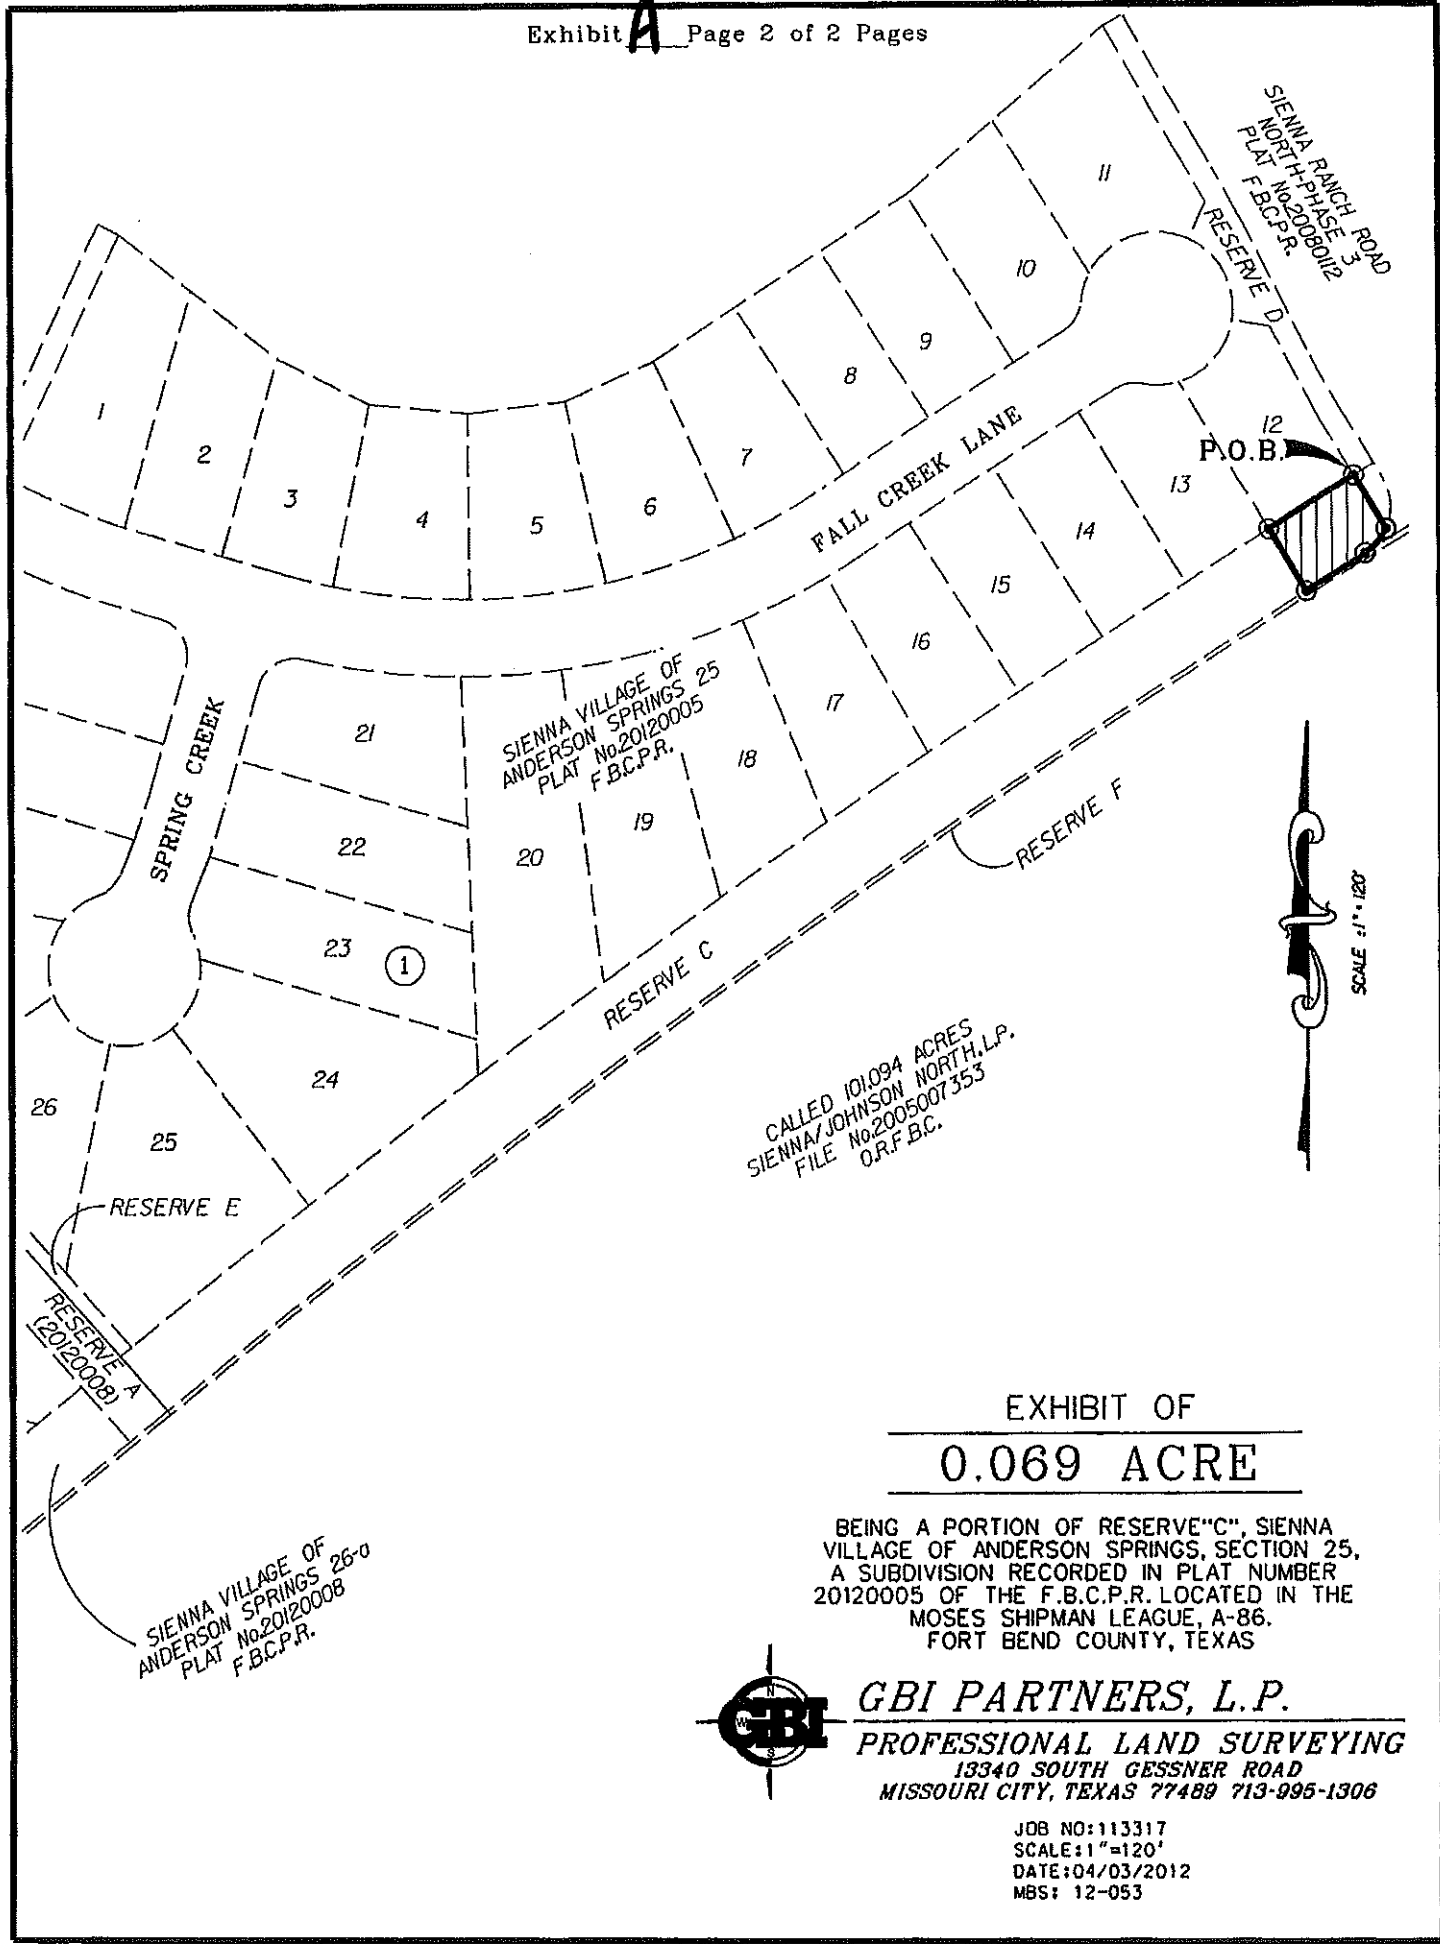 Exhibit A Page 2 of 2 Pages
SIENNA RANCH ROAD
NORTH-PHASE 3
PLAT No.20080112
F.B.C.P.R.
RESERVE D
11
10
9
8
7
6
5
4
3
2
1
12
P.O.B.
13
14
15
16
17
18
19
20
21
22
23
1
24
25
26
FALL CREEK LANE
SPRING CREEK
SIENNA VILLAGE OF
ANDERSON SPRINGS 25
PLAT No.20120005
F.B.C.P.R.
RESERVE F
RESERVE C
SCALE :1"=120'
CALLED 101.094 ACRES
SIENNA/JOHNSON NORTH,L.P.
FILE No.2005007353
O.R.F.B.C.
RESERVE E
RESERVE A
(20120008)
SIENNA VILLAGE OF
ANDERSON SPRINGS 26-a
PLAT No.20120008
F.B.C.P.R.
EXHIBIT OF
0.069 ACRE
BEING A PORTION OF RESERVE"C", SIENNA
VILLAGE OF ANDERSON SPRINGS, SECTION 25,
A SUBDIVISION RECORDED IN PLAT NUMBER
20120005 OF THE F.B.C.P.R. LOCATED IN THE
MOSES SHIPMAN LEAGUE, A-86.
FORT BEND COUNTY, TEXAS
N
W
GBI
S
GBI PARTNERS, L.P.
PROFESSIONAL LAND SURVEYING
13340 SOUTH GESSNER ROAD
MISSOURI CITY, TEXAS 77489 713-995-1306
JOB NO:113317
SCALE:1"=120'
DATE:04/03/2012
MBS: 12-053